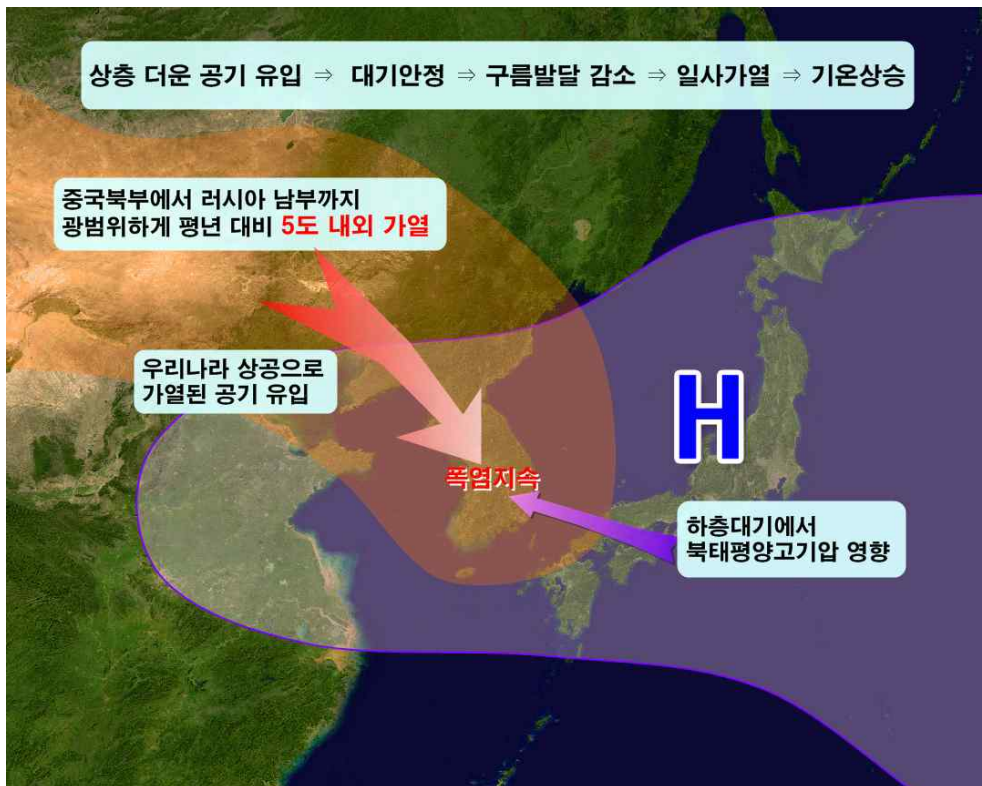 상층 더운 공기 유입 ⇒ 대기안정 ⇒ 구름발달 감소 ⇒ 일사가열 ⇒ 기온상승
중국북부에서 러시아 남부까지
광범위하게 평년 대비 5도 내외 가열
우리나라 상공으로
가열된 공기 유입
H
폭염지속
하층대기에서
북태평양고기압 영향